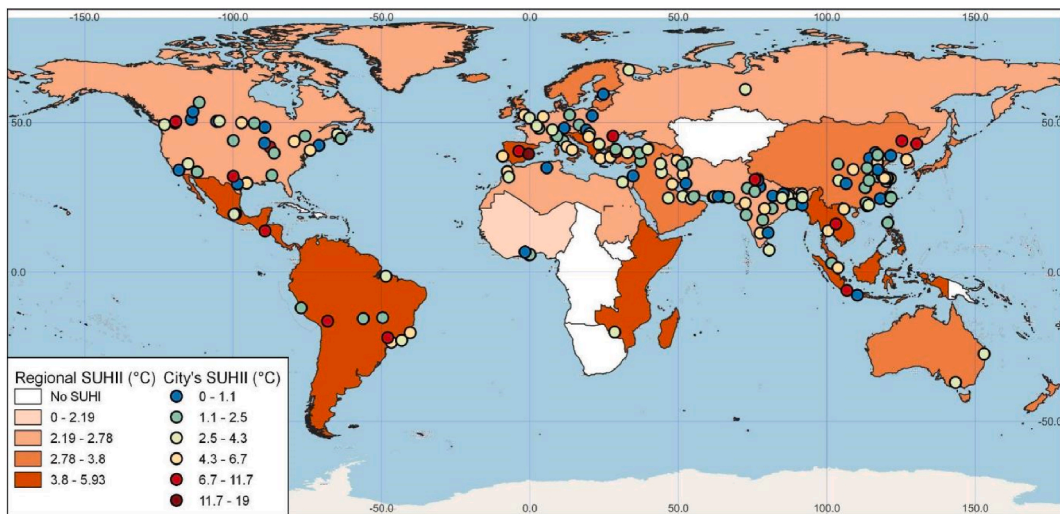 -150.0 -100.0 -50.0 0.0 50.0 100.0 150.0
50.0 50.0
0.0 0.0
-50.0 -50.0
Regional SUHII (°C)
No SUHI
0 - 2.19
2.19 - 2.78
2.78 - 3.8
3.8 - 5.93
City's SUHII (°C)
0 - 1.1
1.1 - 2.5
2.5 - 4.3
4.3 - 6.7
6.7 - 11.7
11.7 - 19
-50.0 0.0 50.0 100.0 150.0